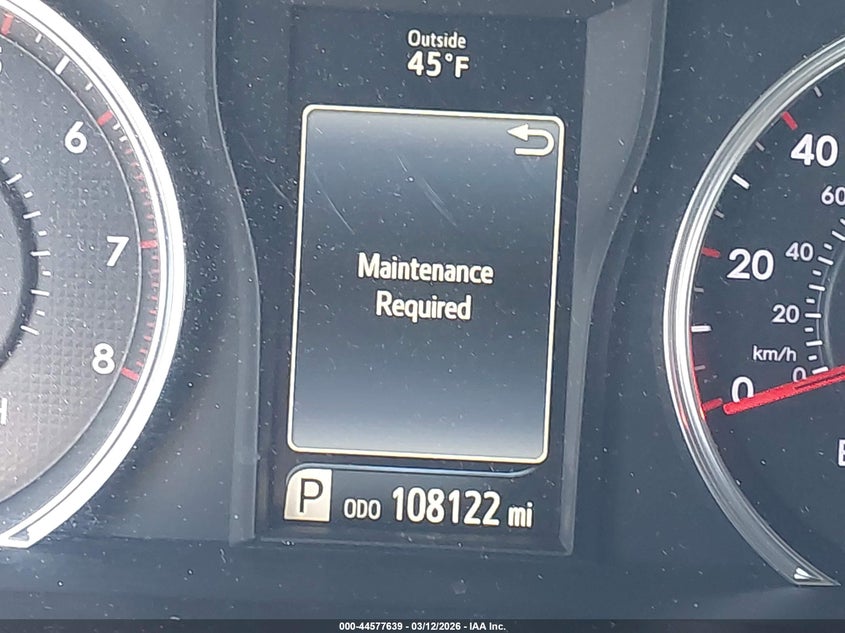 Outside
45°F
Maintenance
Required
P ODO 108122 mi
6
7
8
40
20
0
60
40
20
km/h
0
000-44577639 - 03/12/2026 - IAA Inc.